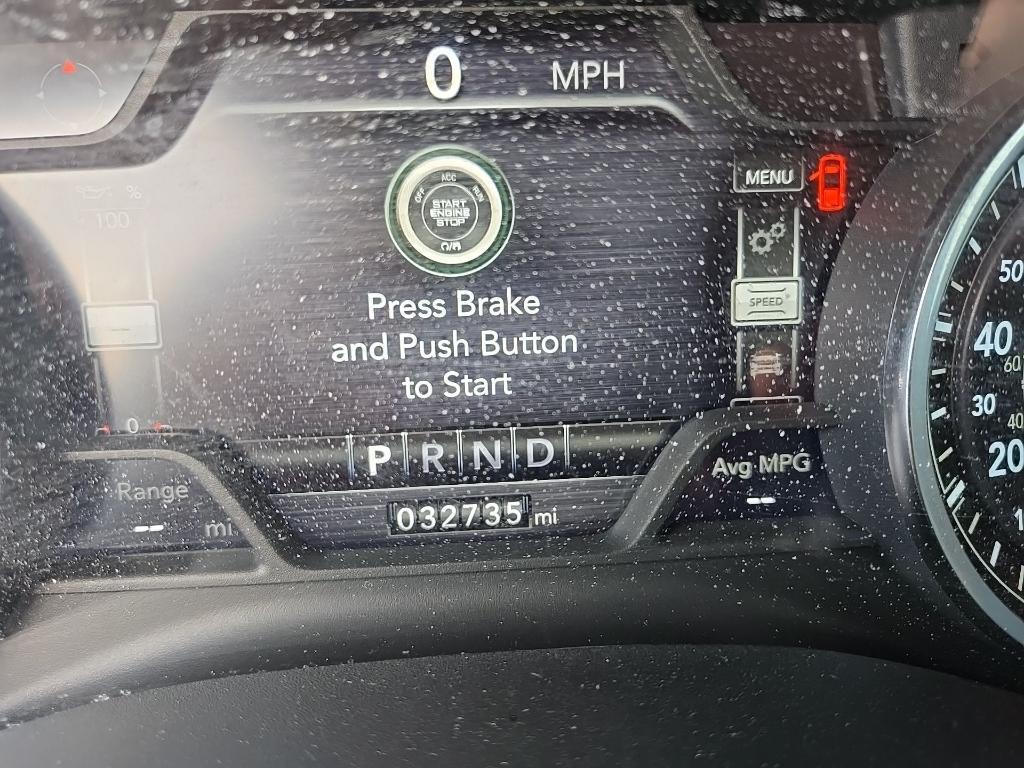 0 MPH
%
100
OFF
ACC
RUN
START
ENGINE
STOP
MENU
SPEED
Press Brake
and Push Button
to Start
0
P R N D
Range
-- mi
032735 mi
Avg MPG
--
50
40
60
30
40
20
1